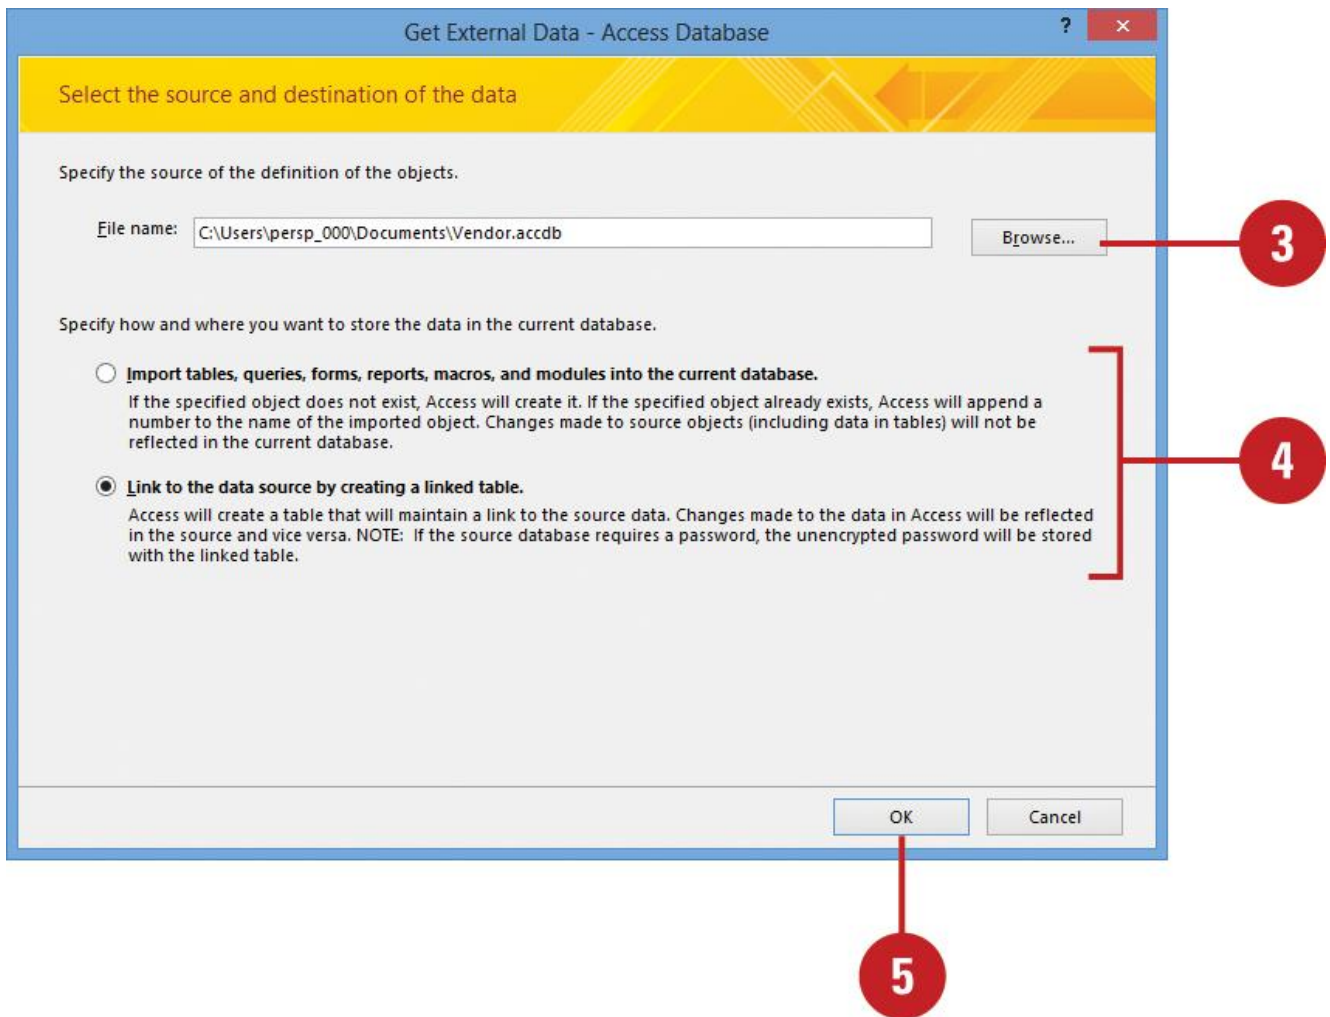 Get External Data - Access Database
?
×
Select the source and destination of the data
Specify the source of the definition of the objects.
File name:
C:\Users\persp_000\Documents\Vendor.accdb
Browse...
3
Specify how and where you want to store the data in the current database.
Import tables, queries, forms, reports, macros, and modules into the current database.
If the specified object does not exist, Access will create it. If the specified object already exists, Access will append a
number to the name of the imported object. Changes made to source objects (including data in tables) will not be
reflected in the current database.
4
Link to the data source by creating a linked table.
Access will create a table that will maintain a link to the source data. Changes made to the data in Access will be reflected
in the source and vice versa. NOTE: If the source database requires a password, the unencrypted password will be stored
with the linked table.
OK
Cancel
5